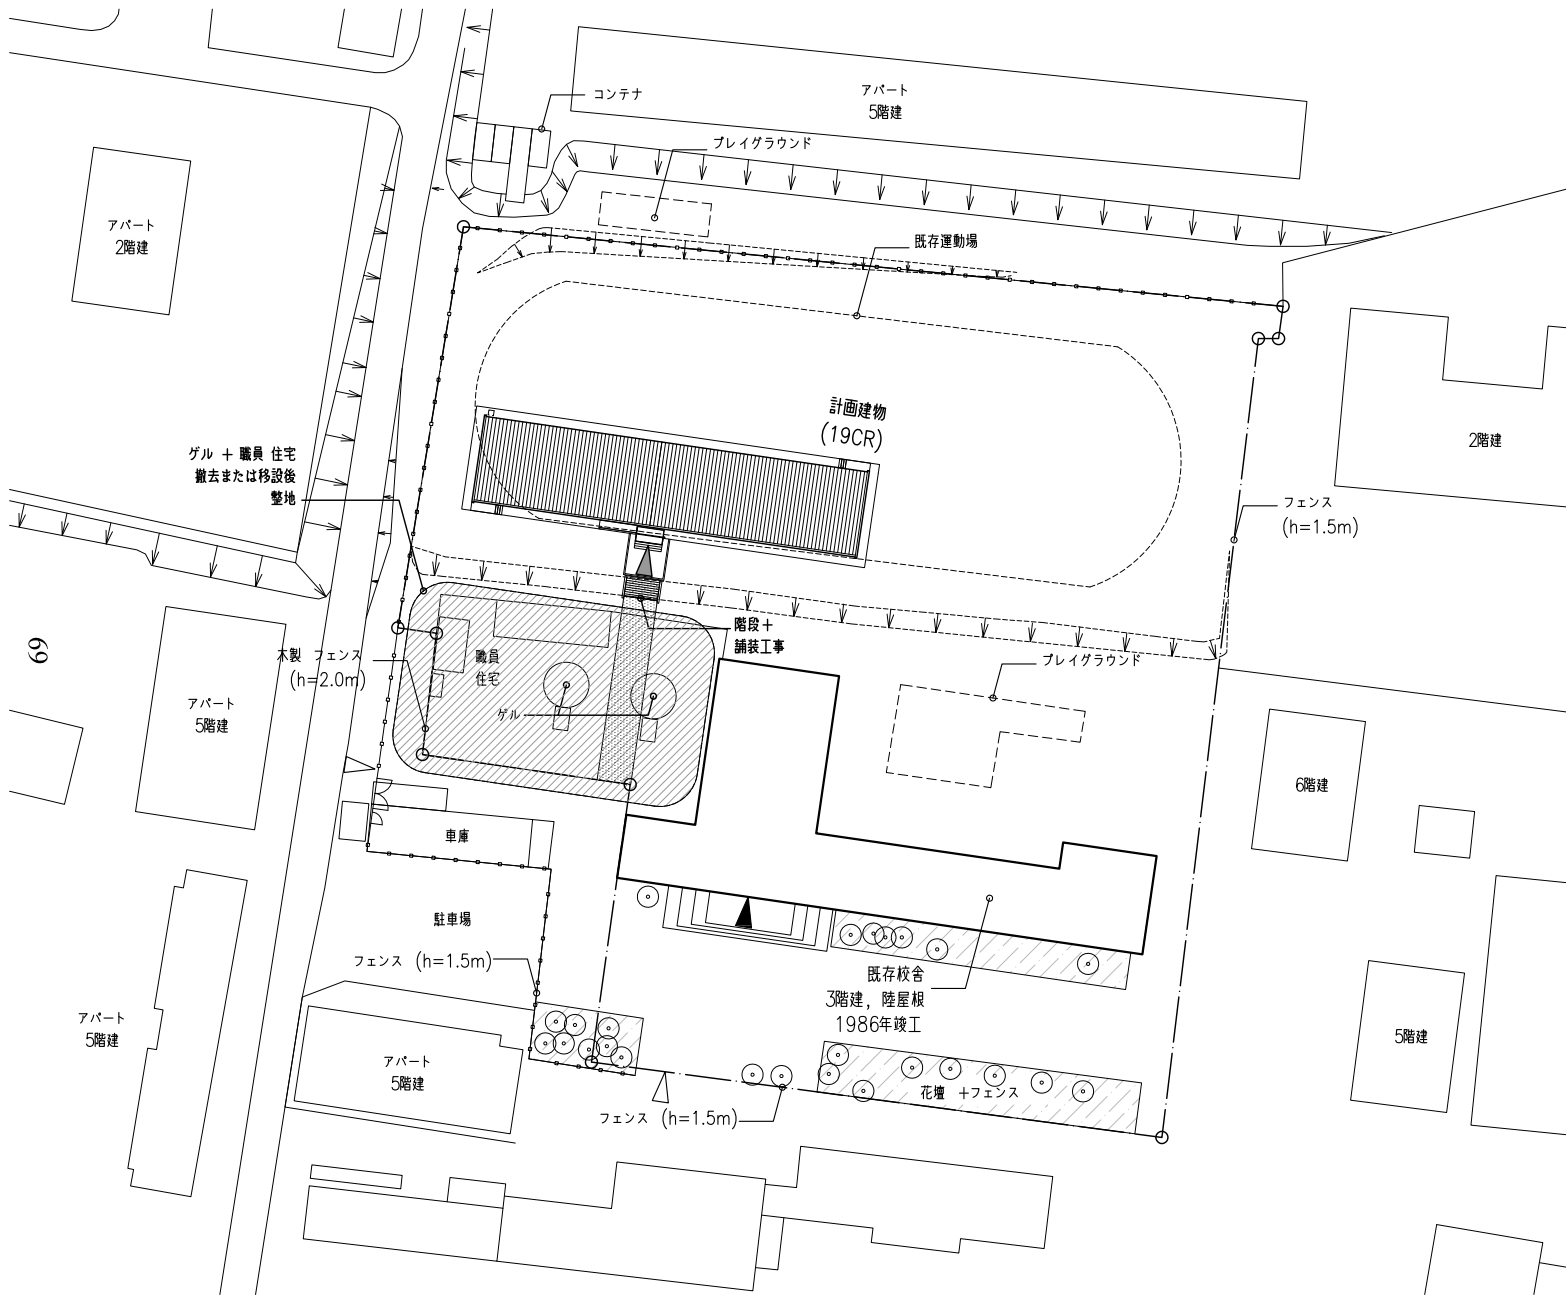 コンテナ
アパート
5階建
プレイグラウンド
アパート
2階建
既存運動場
計画建物
(19CR)
2階建
ゲル + 職員 住宅
撤去または移設後
整地
フェンス
(h=1.5m)
階段+
舗装工事
69
木製 フェンス
(h=2.0m)
職員
住宅
プレイグラウンド
ゲル
アパート
5階建
6階建
車庫
駐車場
フェンス (h=1.5m)
既存校舎
3階建, 陸屋根
1986年竣工
アパート
5階建
アパート
5階建
5階建
花壇 +フェンス
フェンス (h=1.5m)